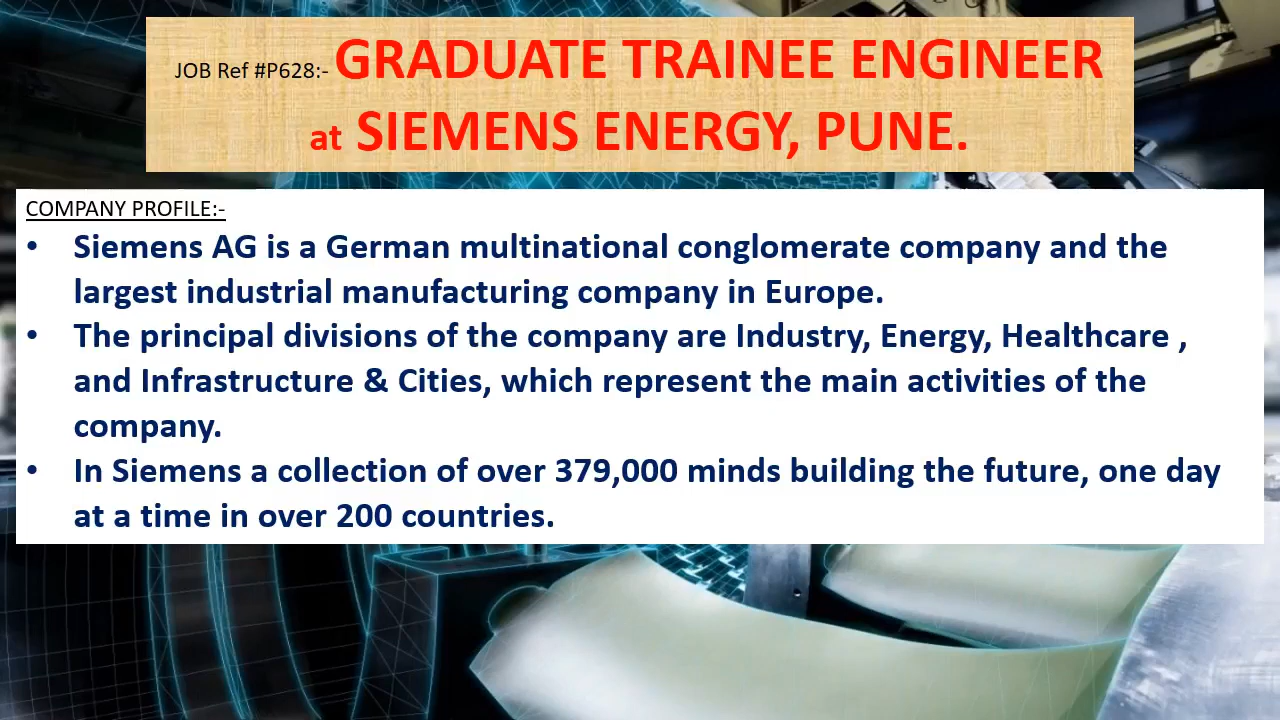 JOB Ref #P628:- GRADUATE TRAINEE ENGINEER
at SIEMENS ENERGY, PUNE.
COMPANY PROFILE:-
• Siemens AG is a German multinational conglomerate company and the
largest industrial manufacturing company in Europe.
• The principal divisions of the company are Industry, Energy, Healthcare ,
and Infrastructure & Cities, which represent the main activities of the
company.
• In Siemens a collection of over 379,000 minds building the future, one day
at a time in over 200 countries.